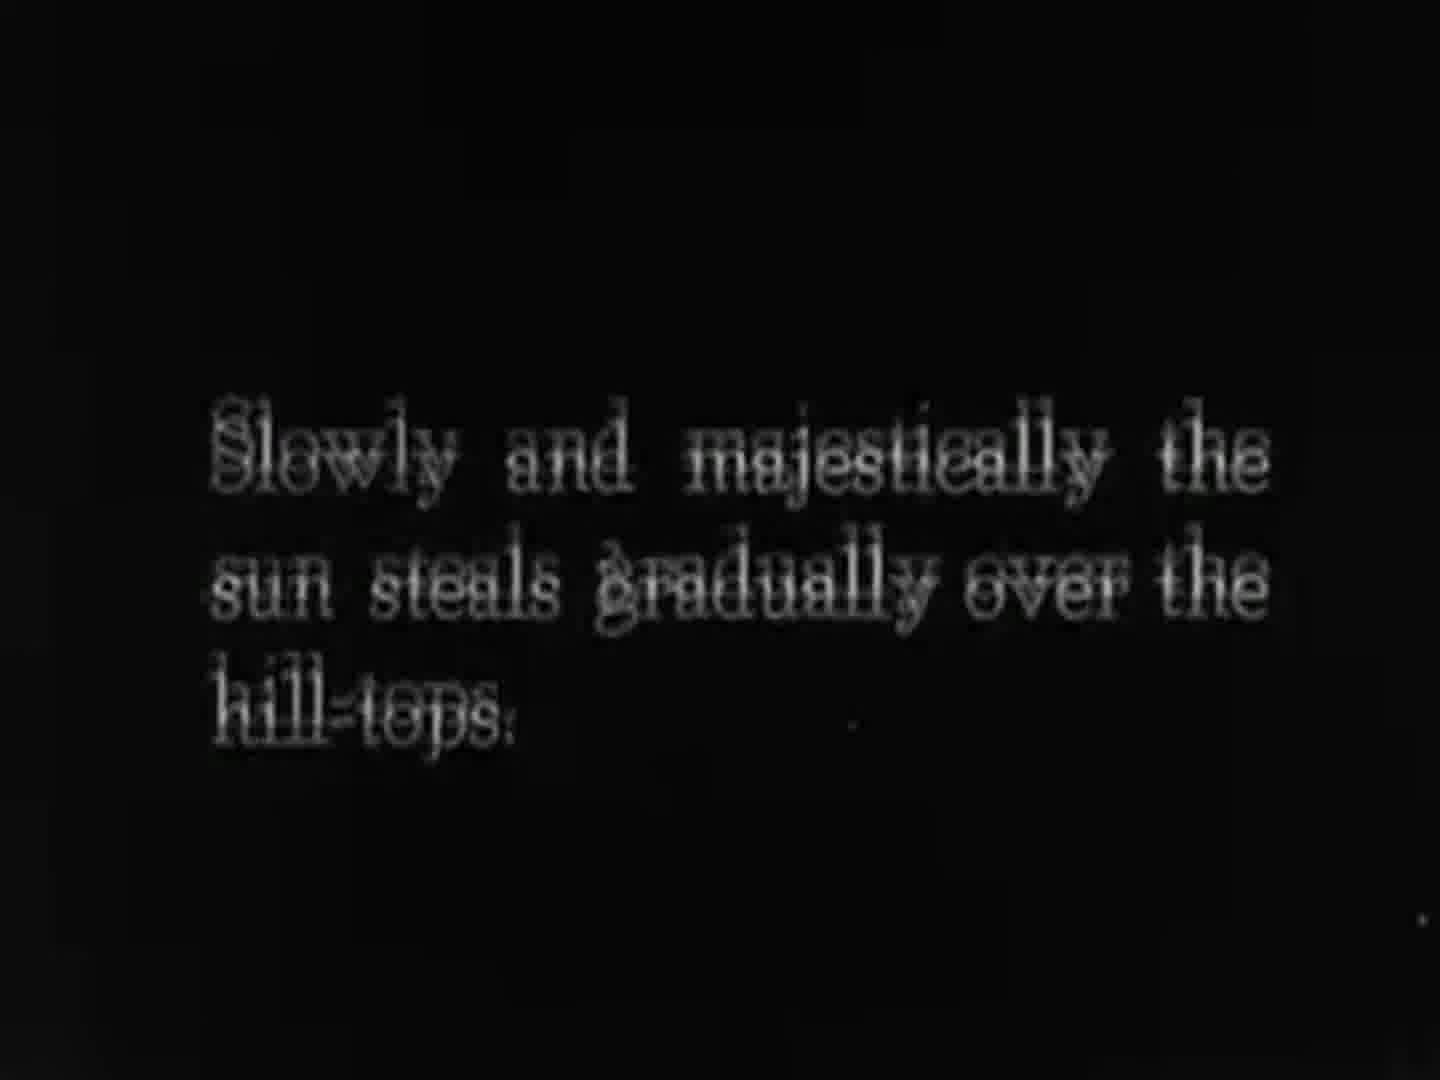 Slowly and majestically the
sun steals gradually over the
hill-tops.